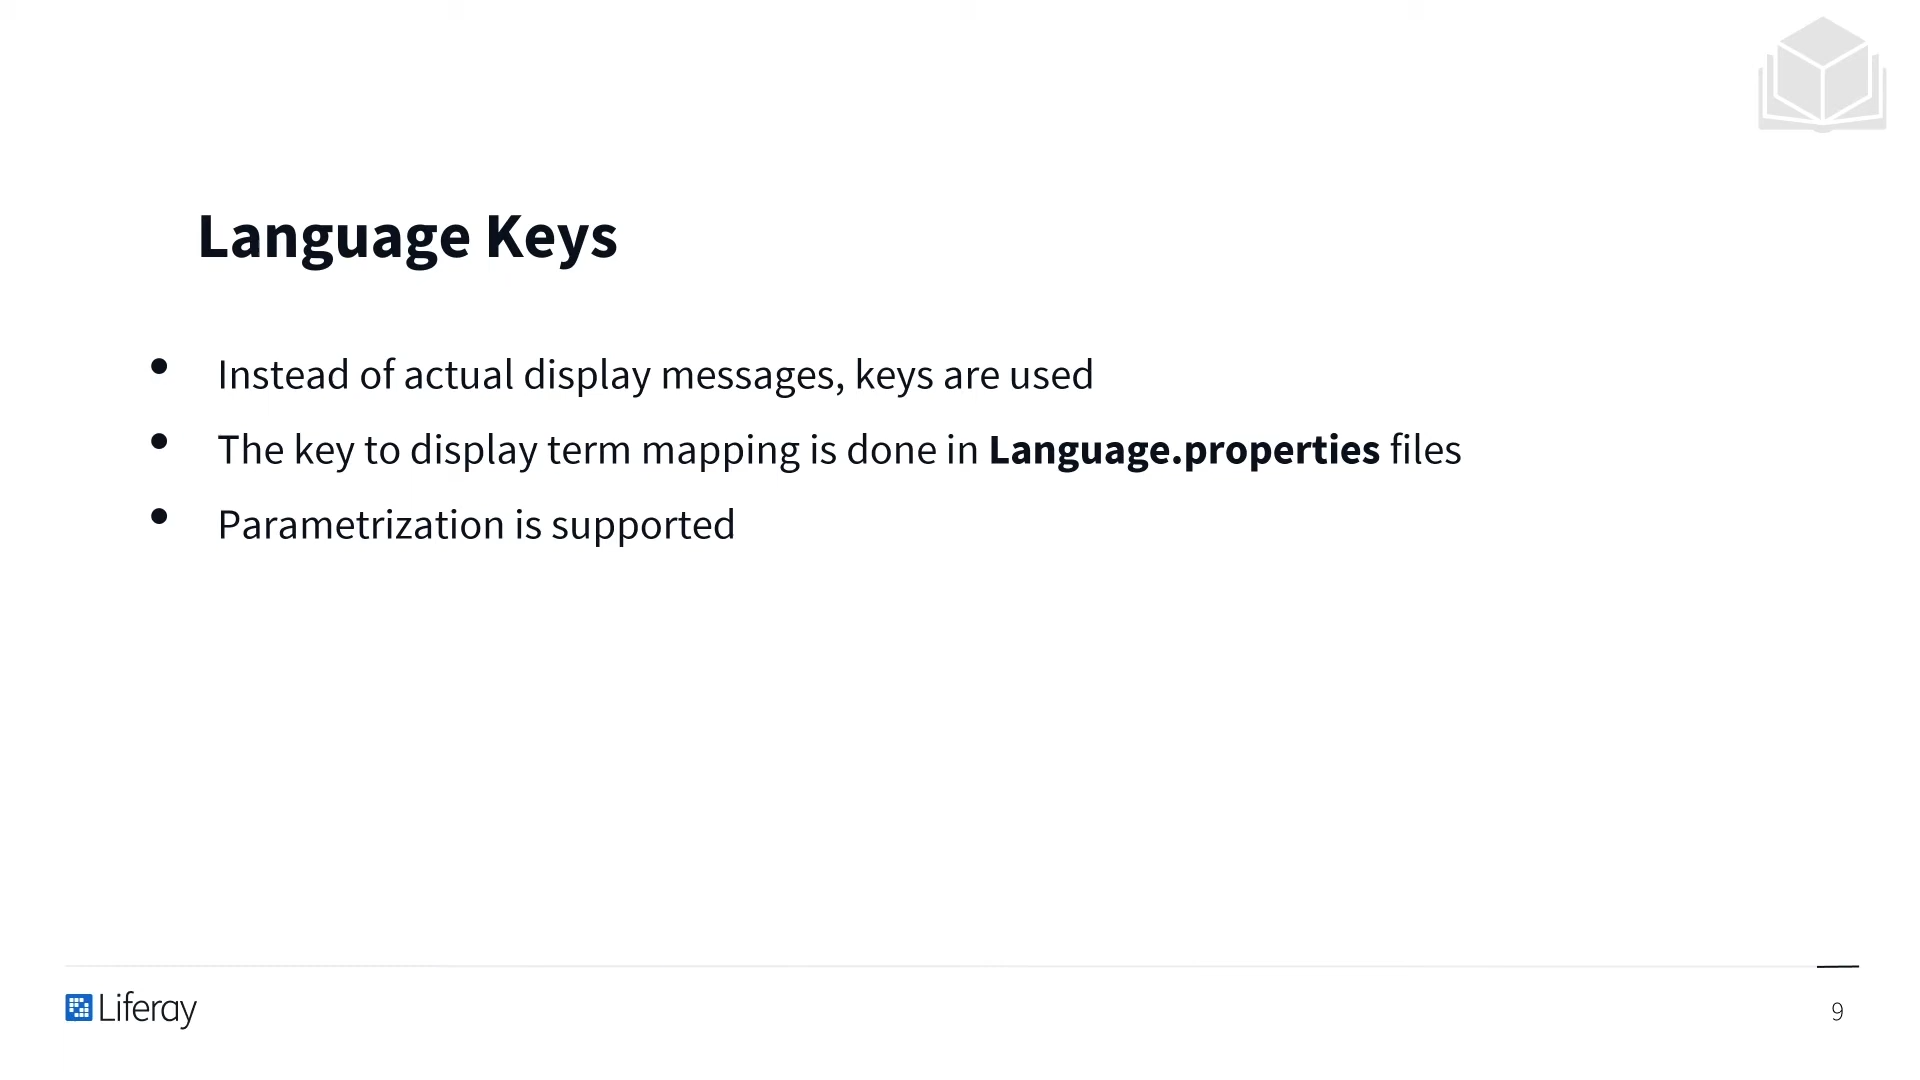 Language Keys
• Instead of actual display messages, keys are used
• The key to display term mapping is done in Language.properties files
• Parametrization is supported
Liferay
9